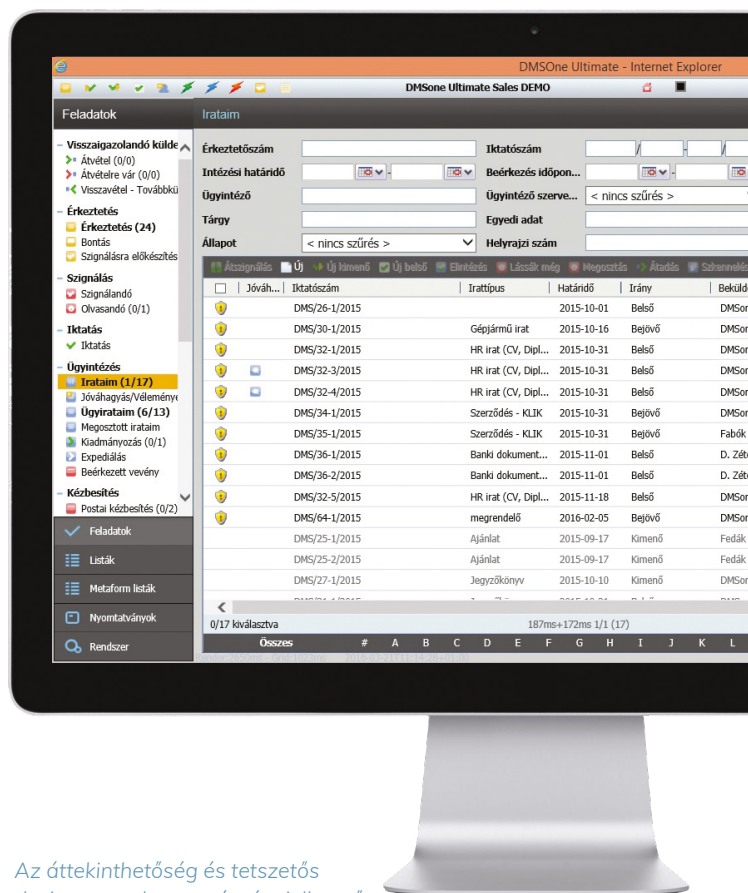 DMSOne Ultimate - Internet Explorer
DMSone Ultimate Sales DEMO
Feladatok
Irataim
– Visszaigazolandó külde
Átvétel (0/0)
Átvételre vár (0/0)
Visszavétel - Továbbkü
– Érkeztetés
Érkeztetés (24)
Bontás
Szignálásra előkészítés
– Szignálás
Szignálandó
Olvasandó (0/1)
– Iktatás
Iktatás
– Ügyintézés
Irataim (1/17)
Jóváhagyás/Vélemény
Ügyirataim (6/13)
Megosztott irataim
Kiadmányozás (0/1)
Expediálás
Beérkezett vevény
– Kézbesítés
Postai kézbesítés (0/2)
Feladatok
Listák
Metaform listák
Nyomtatványok
Rendszer
Érkeztetőszám Iktatószám / - /
Intézési határidő - Beérkezés időpon... -
Ügyintéző Ügyintéző szerve... < nincs szűrés >
Tárgy Egyedi adat
Állapot < nincs szűrés > Helyrajzi szám
Átszignálás Új Új kimenő Új belső Elintézés Lássák még Megosztás Átadás Szkennelés
Jóváh... Iktatószám Irattípus Határidő Irány Beküld
DMS/26-1/2015 2015-10-01 Belső DMSor
DMS/30-1/2015 Gépjármű irat 2015-10-16 Bejövő DMSor
DMS/32-1/2015 HR irat (CV, Dipl... 2015-10-31 Belső DMSor
DMS/32-3/2015 HR irat (CV, Dipl... 2015-10-31 Belső DMSor
DMS/32-4/2015 HR irat (CV, Dipl... 2015-10-31 Belső DMSor
DMS/34-1/2015 Szerződés - KLIK 2015-10-31 Bejövő DMSor
DMS/35-1/2015 Szerződés - KLIK 2015-10-31 Bejövő Fabók
DMS/36-1/2015 Banki dokument... 2015-11-01 Belső D. Zét
DMS/36-2/2015 Banki dokument... 2015-11-01 Belső D. Zét
DMS/32-5/2015 HR irat (CV, Dipl... 2015-11-18 Belső DMSor
DMS/64-1/2015 megrendelő 2016-02-05 Bejövő DMSor
DMS/25-1/2015 Ajánlat 2015-09-17 Kimenő Fedák
DMS/25-2/2015 Ajánlat 2015-09-17 Kimenő Fedák
DMS/27-1/2015 Jegyzőkönyv 2015-10-10 Kimenő DMSor
0/17 kiválasztva 187ms+172ms 1/1 (17)
Összes # A B C D E F G H I J K L
Az áttekinthetőség és tetszetős